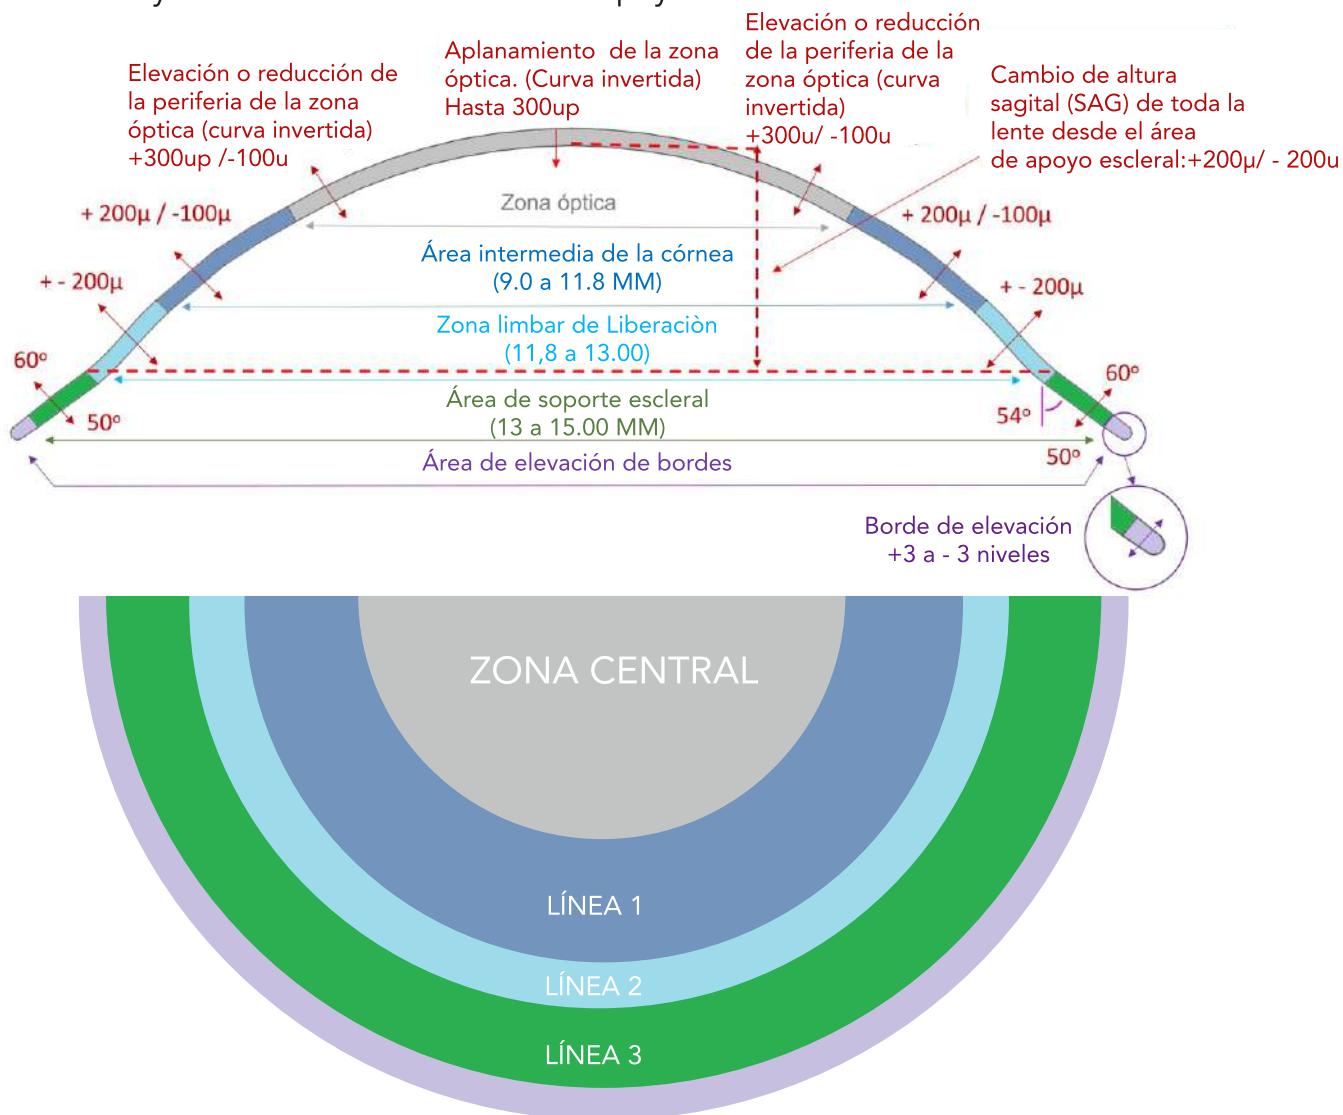 Elevación o reducción de
la periferia de la zona
óptica (curva invertida)
+300up /-100u
Aplanamiento de la zona
óptica. (Curva invertida)
Hasta 300up
Elevación o reducción
de la periferia de la
zona óptica (curva
invertida)
+300u/ -100u
Cambio de altura
sagital (SAG) de toda la
lente desde el área
de apoyo escleral:+200µ/ - 200u
+ 200µ / -100µ
Zona óptica
+ 200µ / -100µ
Área intermedia de la córnea
(9.0 a 11.8 MM)
+ - 200µ
+ - 200µ
Zona limbar de Liberaciòn
(11,8 a 13.00)
60º
60º
Área de soporte escleral
(13 a 15.00 MM)
50º
54º
50º
Área de elevación de bordes
Borde de elevación
+3 a - 3 niveles
ZONA CENTRAL
LÍNEA 1
LÍNEA 2
LÍNEA 3